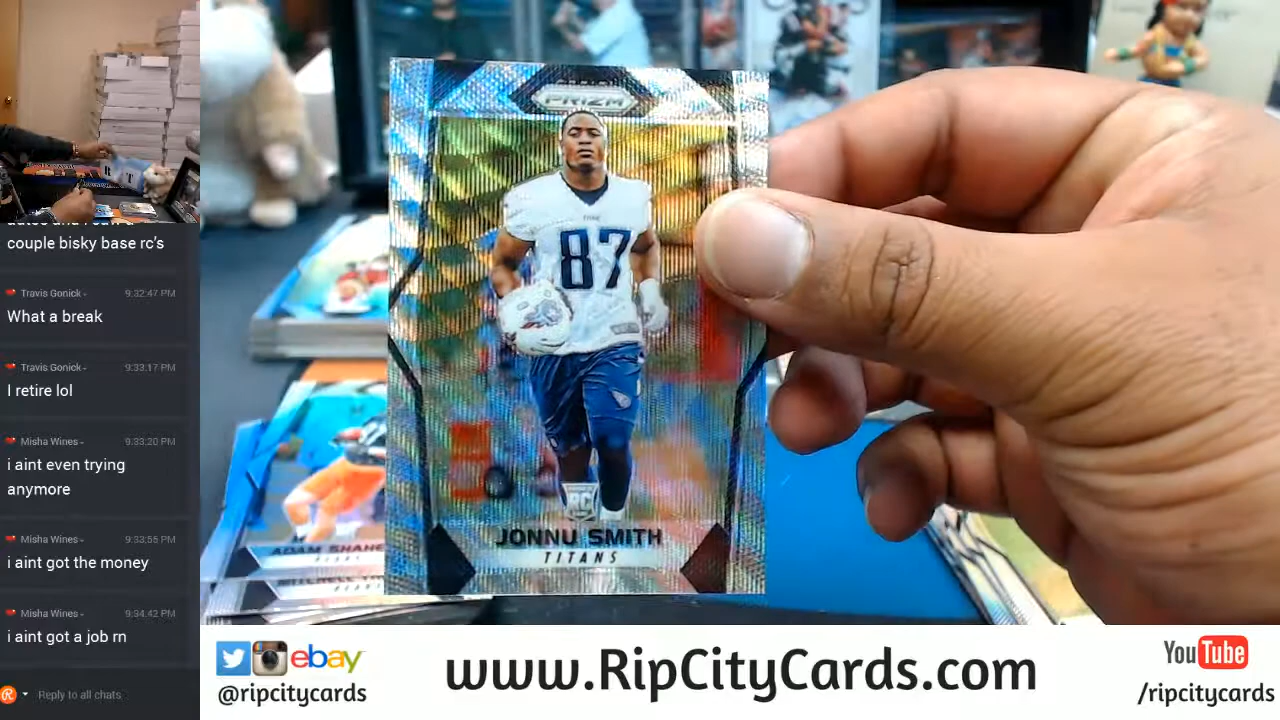 couple bisky base rc's
Travis Gonick
9:32:47 PM
What a break
Travis Gonick
9:33:17 PM
I retire lol
Misha Wines
9:33:20 PM
i aint even trying
anymore
Misha Wines
9:33:55 PM
i aint got the money
Misha Wines
9:34:42 PM
i aint got a job rn
Reply to all chats
PRIZM
87
RC
JONNU SMITH
TITANS
ADAM SHAHE
ebay
@ripcitycards
www.RipCityCards.com
YouTube
/ripcitycards